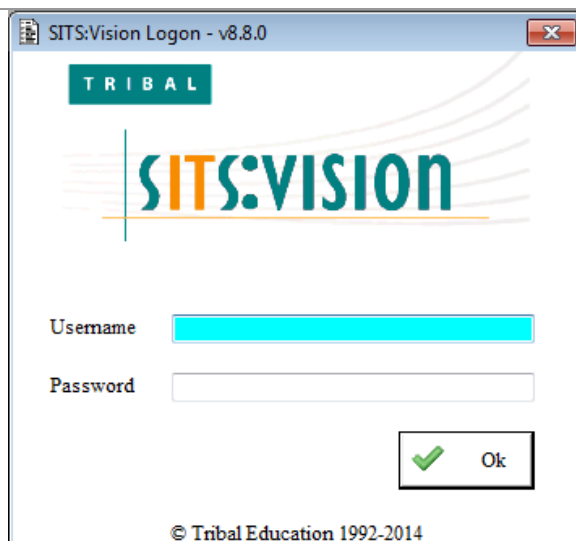 SITS:Vision Logon - v8.8.0
TRIBAL
SITS:VISION
Username
Password
Ok
© Tribal Education 1992-2014